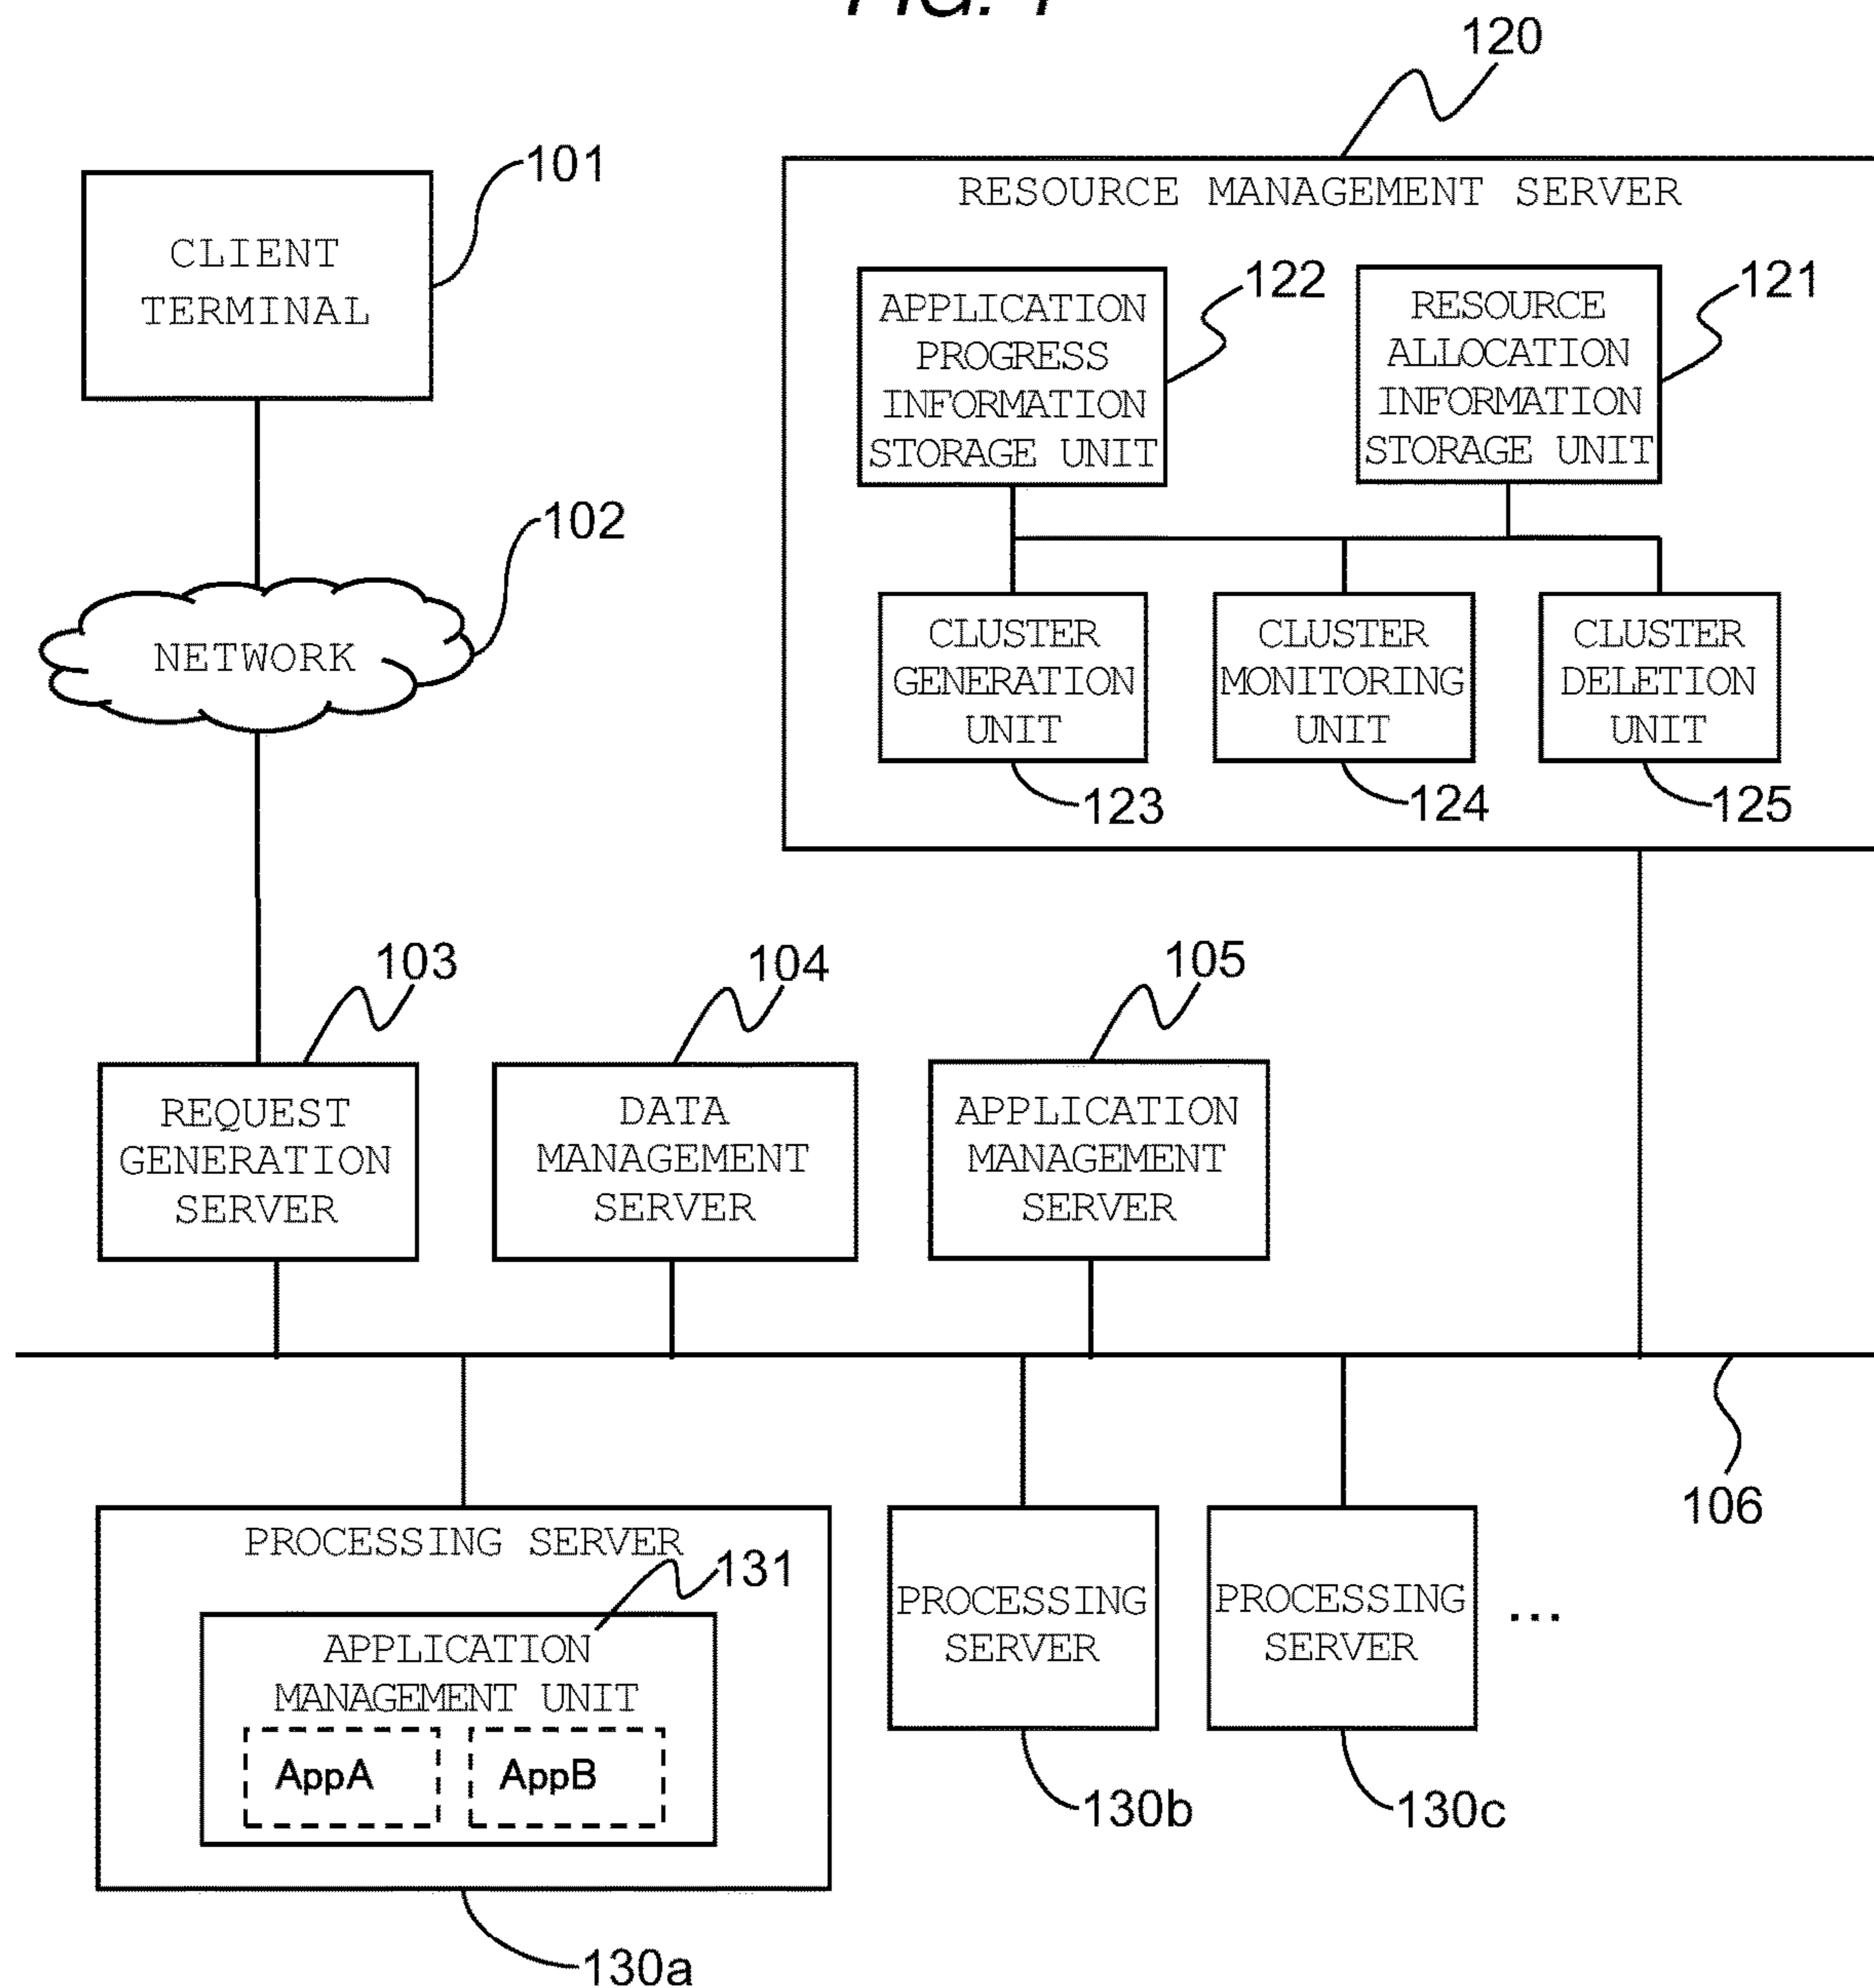 FIG. 1
120
101
RESOURCE MANAGEMENT SERVER
CLIENT
TERMINAL
122
121
APPLICATION
PROGRESS
INFORMATION
STORAGE UNIT
RESOURCE
ALLOCATION
INFORMATION
STORAGE UNIT
102
NETWORK
CLUSTER
GENERATION
UNIT
CLUSTER
MONITORING
UNIT
CLUSTER
DELETION
UNIT
123
124
125
103
104
105
REQUEST
GENERATION
SERVER
DATA
MANAGEMENT
SERVER
APPLICATION
MANAGEMENT
SERVER
106
PROCESSING SERVER
131
APPLICATION
MANAGEMENT UNIT
AppA
AppB
PROCESSING
SERVER
PROCESSING
SERVER
...
130b
130c
130a